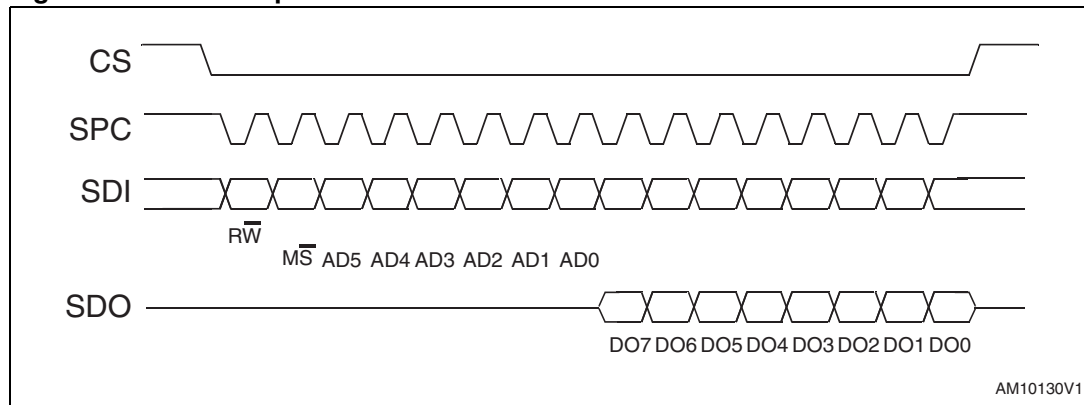 CS
SPC
SDI
RW̅
MS̅ AD5 AD4 AD3 AD2 AD1 AD0
SDO
DO7 DO6 DO5 DO4 DO3 DO2 DO1 DO0
AM10130V1